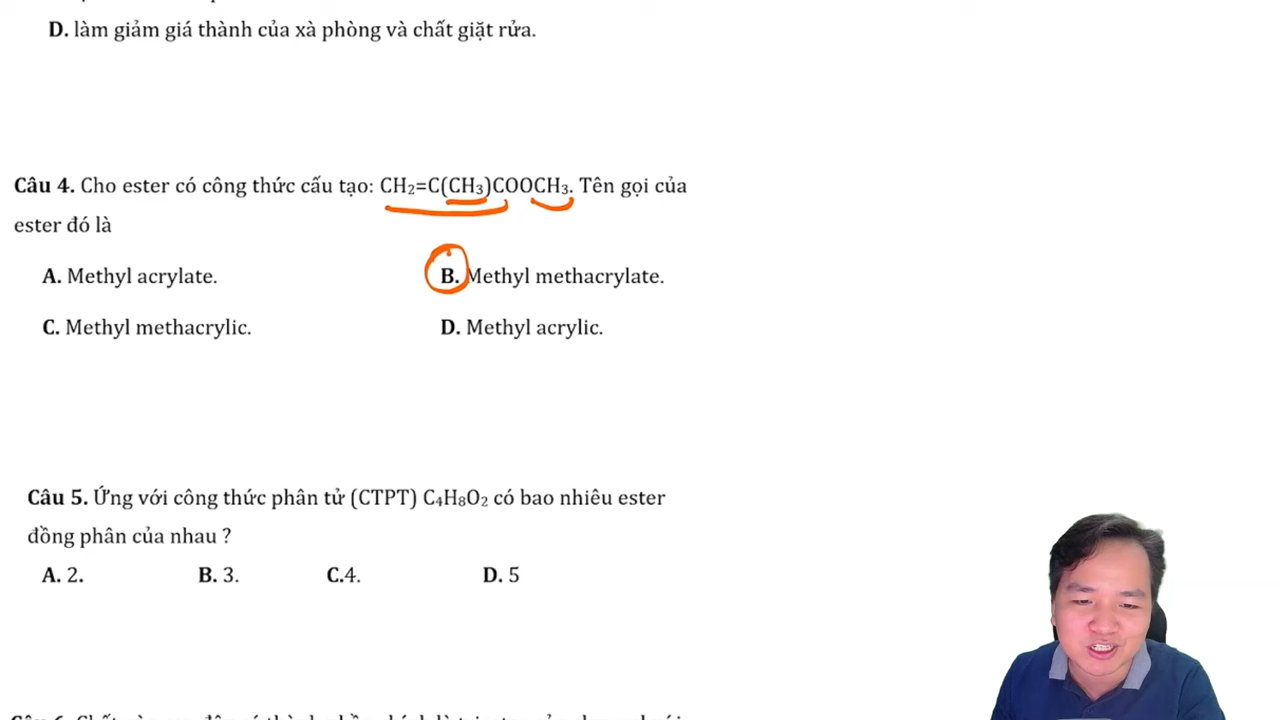 D. làm giảm giá thành của xà phòng và chất giặt rửa.
Câu 4. Cho ester có công thức cấu tạo: CH₂=C(CH₃)COOCH₃. Tên gọi của
ester đó là
A. Methyl acrylate. B. Methyl methacrylate.
C. Methyl methacrylic. D. Methyl acrylic.
Câu 5. Ứng với công thức phân tử (CTPT) C₄H₈O₂ có bao nhiêu ester
đồng phân của nhau ?
A. 2. B. 3. C.4. D. 5